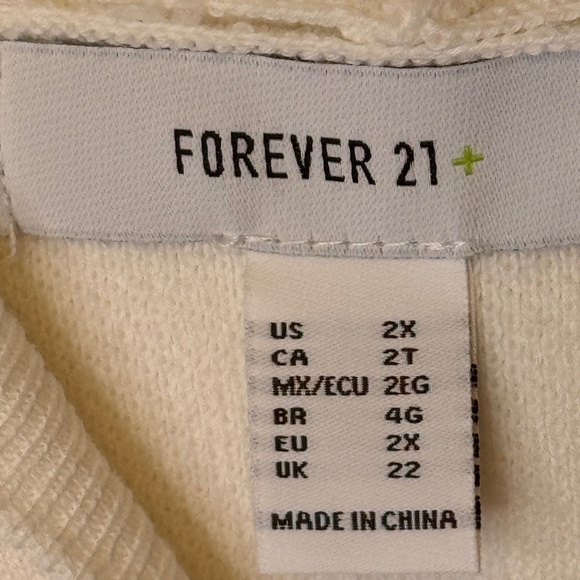 FOREVER 21+
US 2X
CA 2T
MX/ECU 2EG
BR 4G
EU 2X
UK 22
MADE IN CHINA